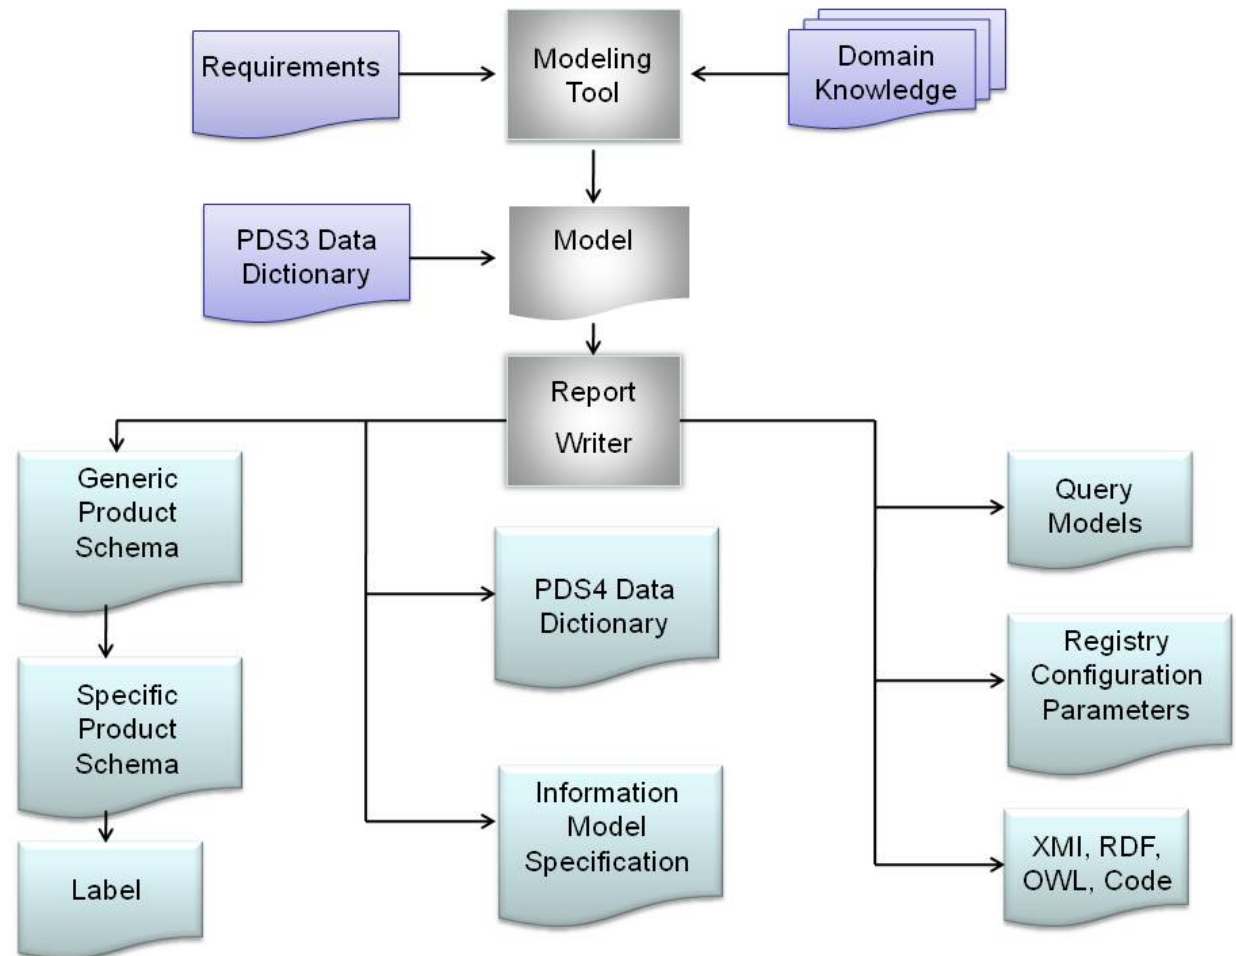 Requirements
Modeling
Tool
Domain
Knowledge
PDS3 Data
Dictionary
Model
Report
Writer
Generic
Product
Schema
PDS4 Data
Dictionary
Query
Models
Specific
Product
Schema
Information
Model
Specification
Registry
Configuration
Parameters
Label
XMI, RDF,
OWL, Code